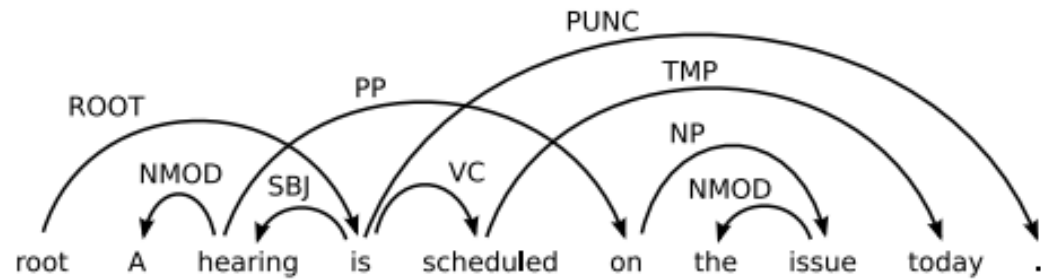 PUNC
TMP
PP
ROOT
NP
NMOD SBJ VC NMOD
root A hearing is scheduled on the issue today .